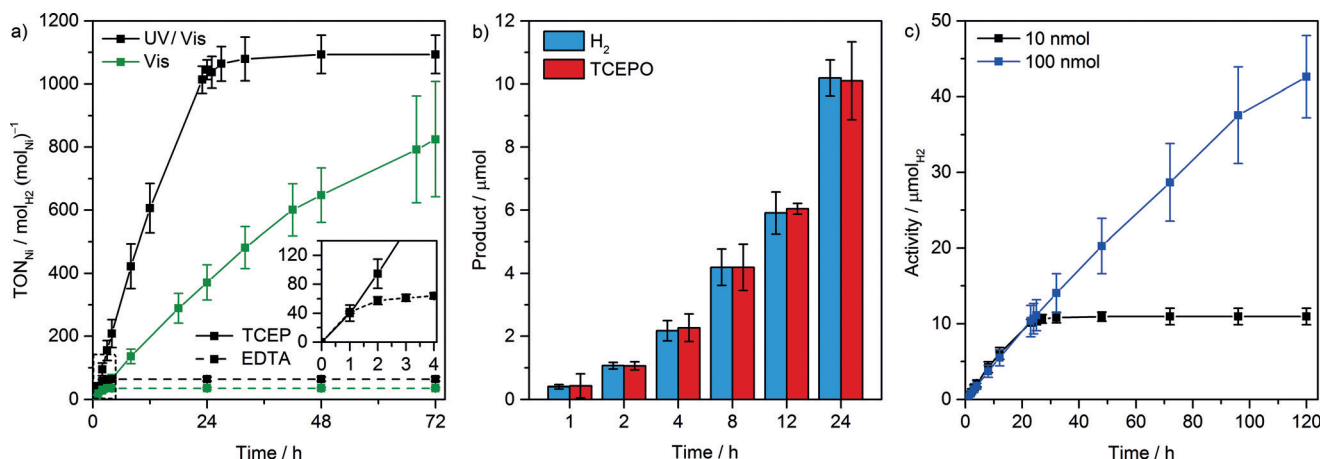 a)
TON_Ni / mol_H2 (mol_Ni)^−1
1200
1000
800
600
400
200
0
UV/ Vis
Vis
120
80
40
0
0 1 2 3 4
TCEP
EDTA
0 24 48 72
Time / h
b)
Product / μmol
12
10
8
6
4
2
0
H_2
TCEPO
1 2 4 8 12 24
Time / h
c)
Activity / μmol_H2
50
40
30
20
10
0
10 nmol
100 nmol
0 20 40 60 80 100 120
Time / h